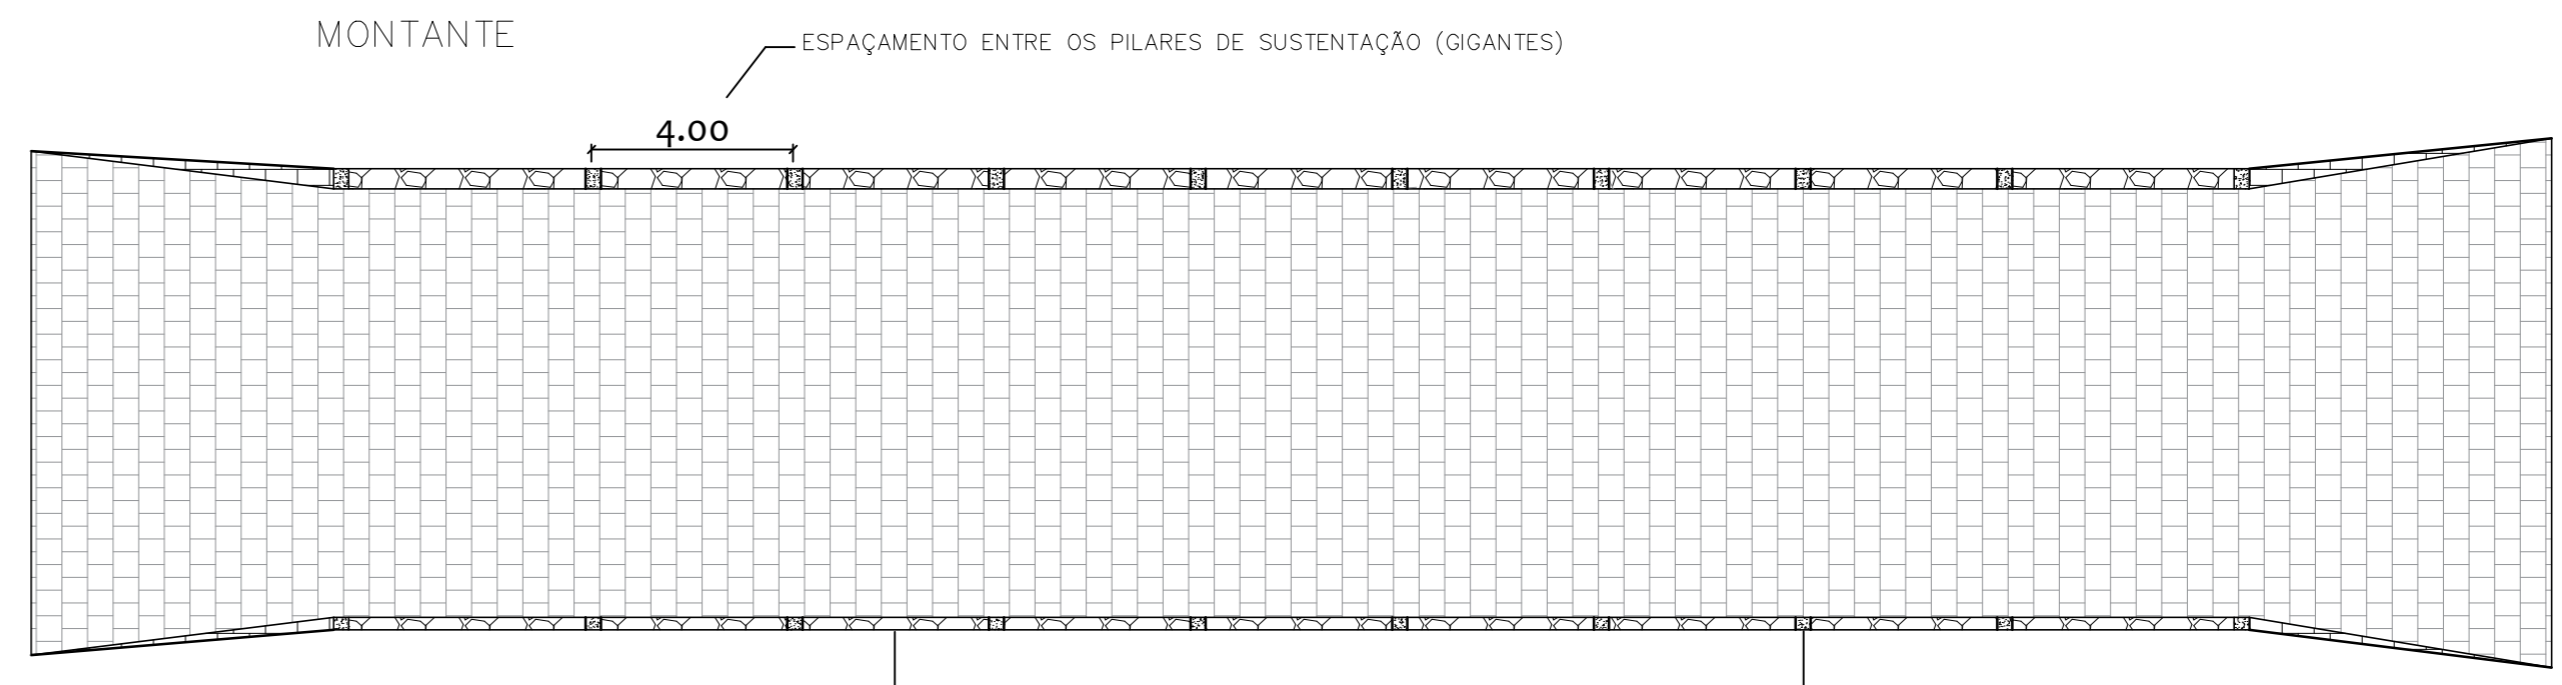 MONTANTE
ESPAÇAMENTO ENTRE OS PILARES DE SUSTENTAÇÃO (GIGANTES)
4.00